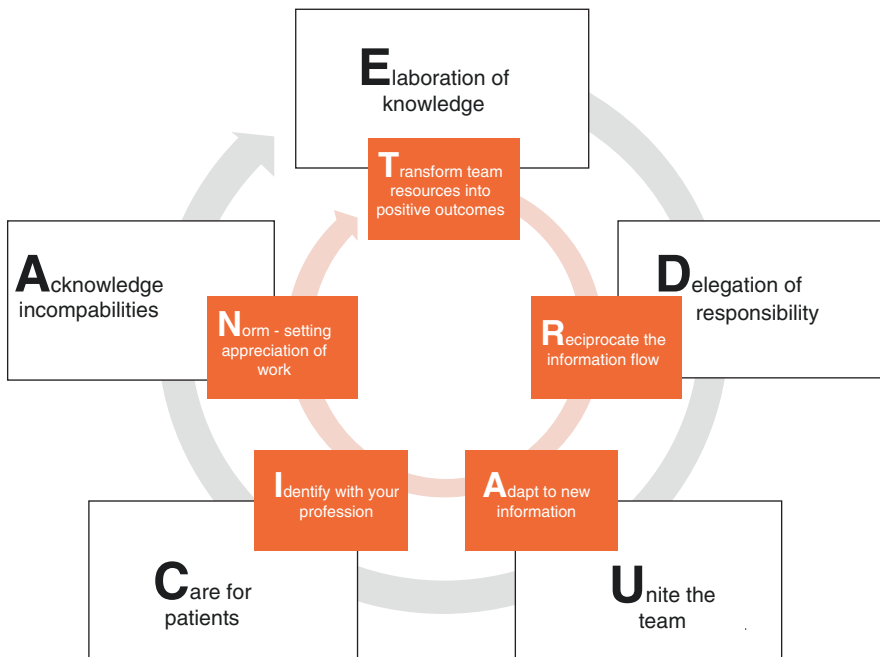 Elaboration of
knowledge
Transform team
resources into
positive outcomes
Delegation of
responsibility
Reciprocate the
information flow
Unite the
team
Adapt to new
information
Care for
patients
Identify with your
profession
Acknowledge
incompabilities
Norm - setting
appreciation of
work